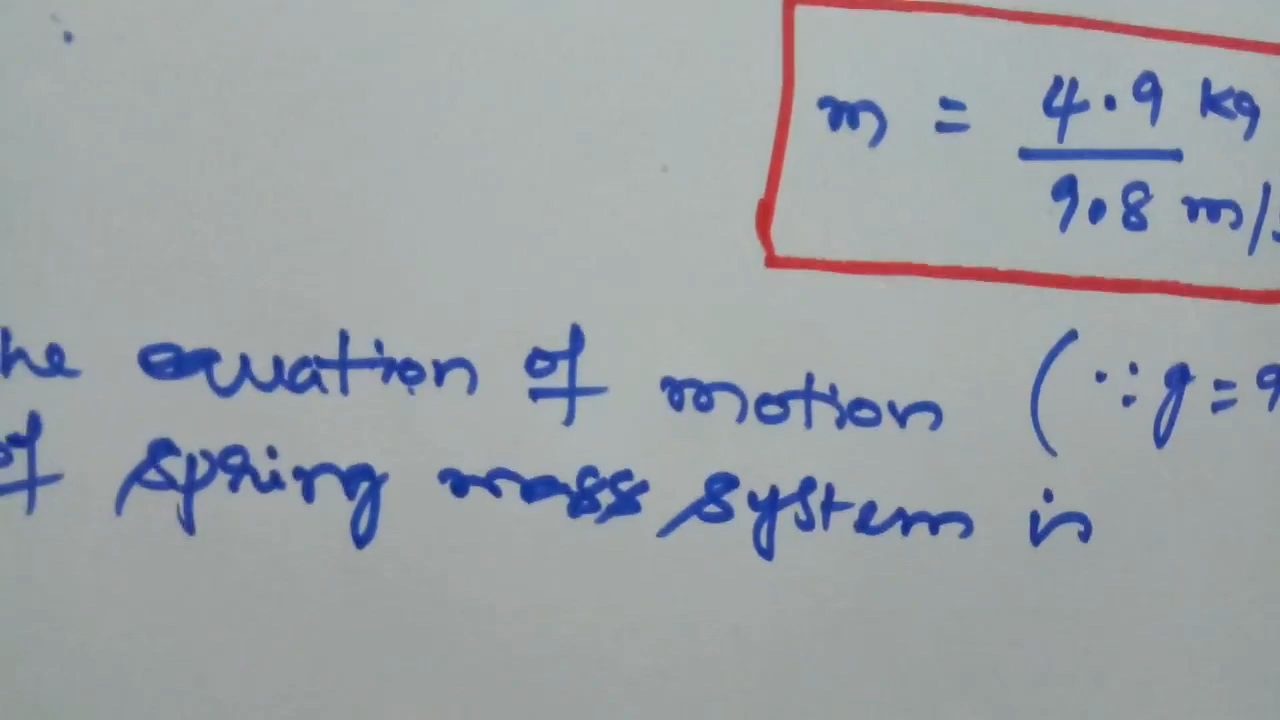 m = 4.9 kg
9.8 m/
he equation of motion (∵ g = 9
of spring mass system is